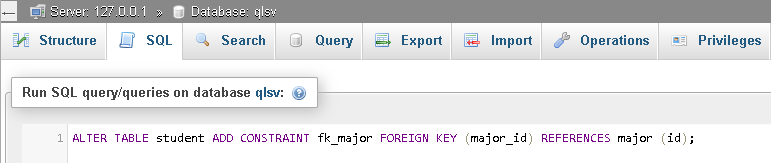 Server: 127.0.0.1 » Database: qlsv
Structure SQL Search Query Export Import Operations Privileges
Run SQL query/queries on database qlsv:
1 ALTER TABLE student ADD CONSTRAINT fk_major FOREIGN KEY (major_id) REFERENCES major (id);